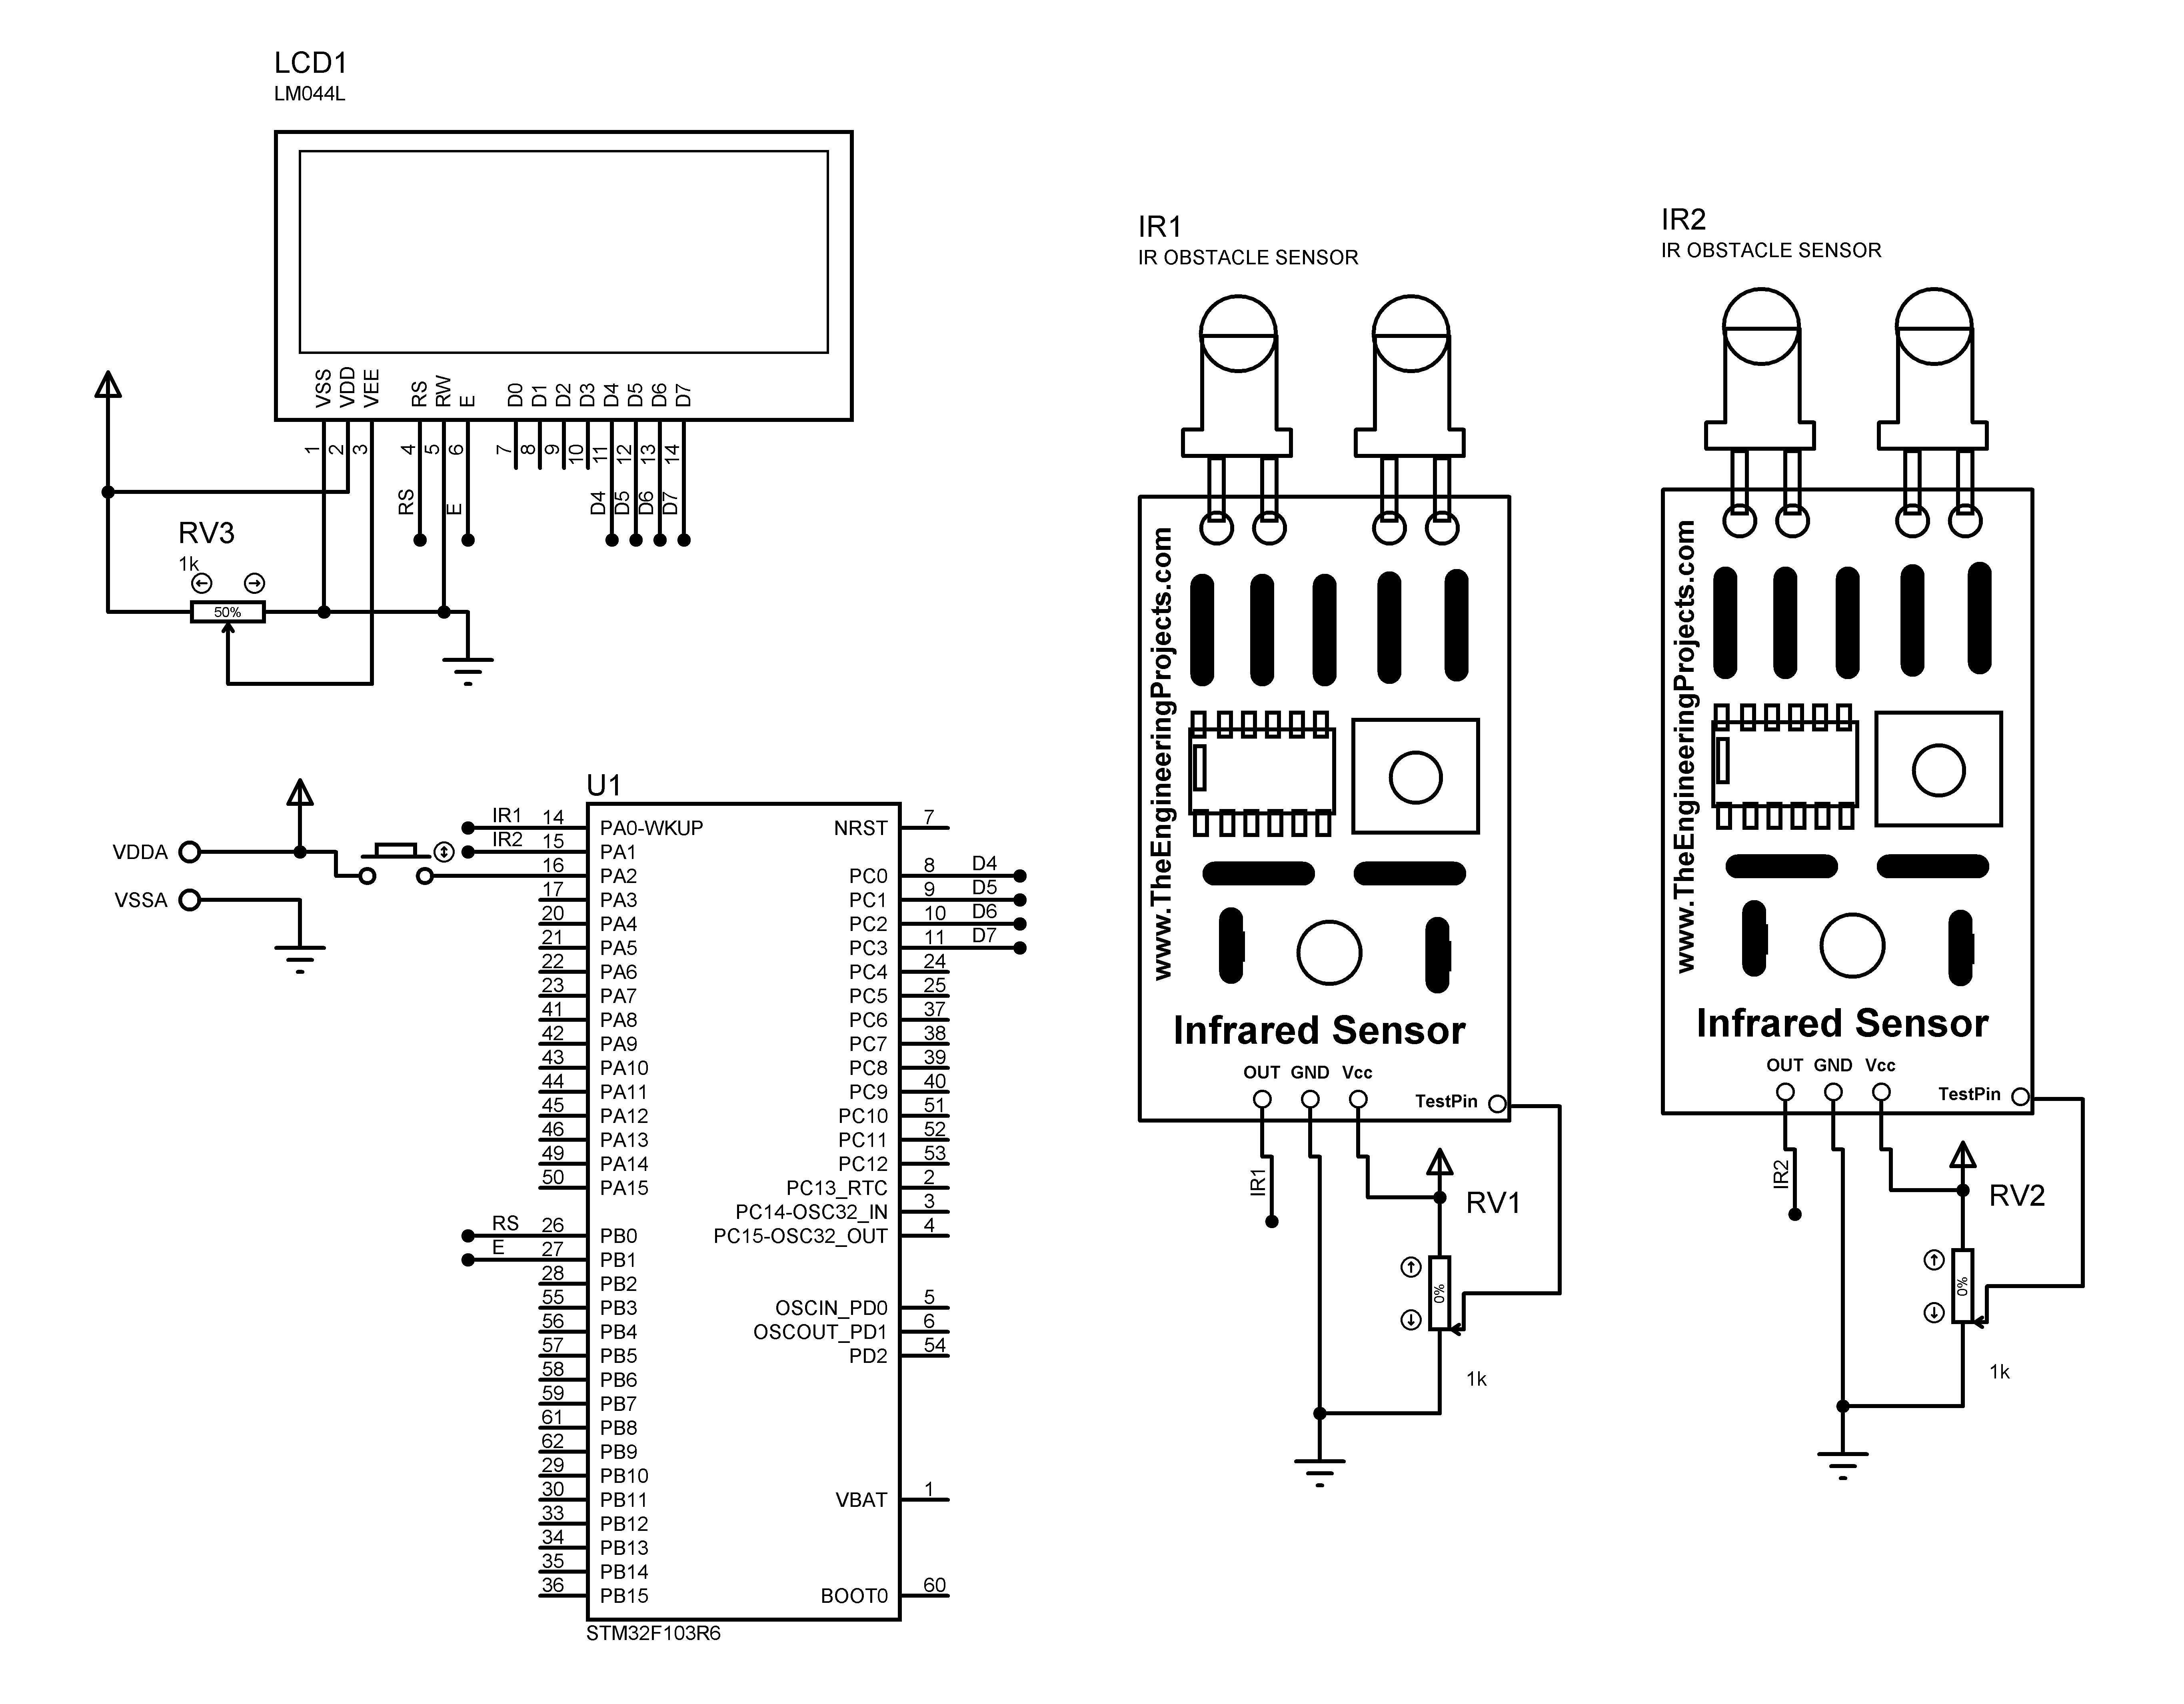 LCD1
LM044L
VSS
VDD
VEE
RS
RW
E
D0
D1
D2
D3
D4
D5
D6
D7
1
2
3
4
5
6
7
8
9
10
11
12
13
14
RS
E
D4
D5
D6
D7
RV3
1k
50%
VDDA
VSSA
U1
IR1 14 PA0-WKUP
IR2 15 PA1
16 PA2
17 PA3
20 PA4
21 PA5
22 PA6
23 PA7
41 PA8
42 PA9
43 PA10
44 PA11
45 PA12
46 PA13
49 PA14
50 PA15
RS 26 PB0
E 27 PB1
28 PB2
55 PB3
56 PB4
57 PB5
58 PB6
59 PB7
61 PB8
62 PB9
29 PB10
30 PB11
33 PB12
34 PB13
35 PB14
36 PB15
NRST 7
PC0 8 D4
PC1 9 D5
PC2 10 D6
PC3 11 D7
PC4 24
PC5 25
PC6 37
PC7 38
PC8 39
PC9 40
PC10 51
PC11 52
PC12 53
PC13_RTC 2
PC14-OSC32_IN 3
PC15-OSC32_OUT 4
OSCIN_PD0 5
OSCOUT_PD1 6
PD2 54
VBAT 1
BOOT0 60
STM32F103R6
IR1
IR OBSTACLE SENSOR
www.TheEngineeringProjects.com
Infrared Sensor
OUT GND Vcc
TestPin
IR1
RV1
0%
1k
IR2
IR OBSTACLE SENSOR
www.TheEngineeringProjects.com
Infrared Sensor
OUT GND Vcc
TestPin
IR2
RV2
0%
1k